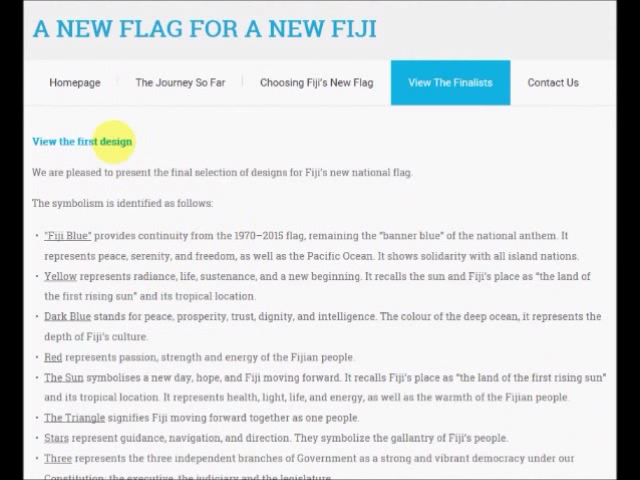 A NEW FLAG FOR A NEW FIJI
Homepage The Journey So Far Choosing Fiji's New Flag View The Finalists Contact Us
View the first design
We are pleased to present the final selection of designs for Fiji's new national flag.
The symbolism is identified as follows:
• "Fiji Blue" provides continuity from the 1970–2015 flag, remaining the "banner blue" of the national anthem. It
represents peace, serenity, and freedom, as well as the Pacific Ocean. It shows solidarity with all island nations.
• Yellow represents radiance, life, sustenance, and a new beginning. It recalls the sun and Fiji's place as "the land of
the first rising sun" and its tropical location.
• Dark Blue stands for peace, prosperity, trust, dignity, and intelligence. The colour of the deep ocean, it represents the
depth of Fiji's culture.
• Red represents passion, strength and energy of the Fijian people.
• The Sun symbolises a new day, hope, and Fiji moving forward. It recalls Fiji's place as "the land of the first rising sun"
and its tropical location. It represents health, light, life, and energy, as well as the warmth of the Fijian people.
• The Triangle signifies Fiji moving forward together as one people.
• Stars represent guidance, navigation, and direction. They symbolize the gallantry of Fiji's people.
• Three represents the three independent branches of Government as a strong and vibrant democracy under our
Constitution: the executive, the judiciary and the legislature.